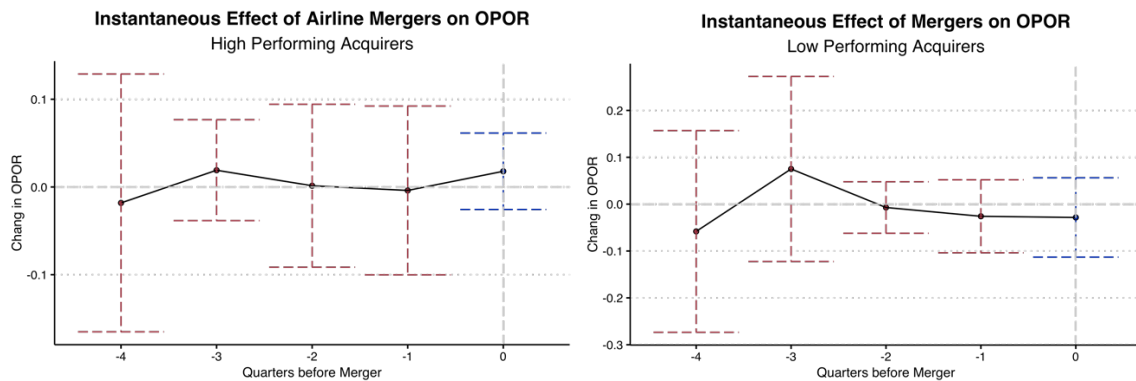 Instantaneous Effect of Airline Mergers on OPOR
High Performing Acquirers
Chang in OPOR
0.1
0.0
-0.1
-4
-3
-2
-1
0
Quarters before Merger
Instantaneous Effect of Mergers on OPOR
Low Performing Acquirers
Chang in OPOR
0.2
0.1
0.0
-0.1
-0.2
-0.3
-4
-3
-2
-1
0
Quarters before Merger